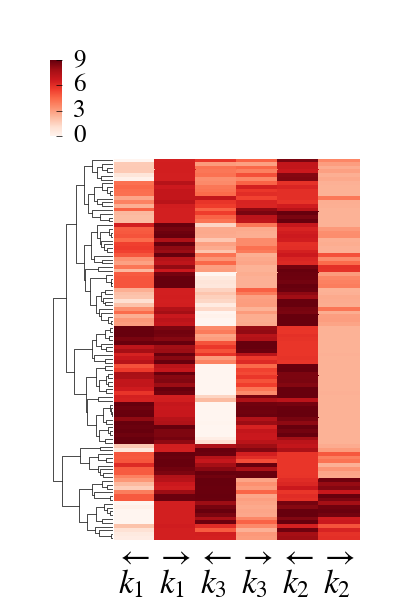 9
6
3
0
← → ← → ← →
k₁ k₁ k₃ k₃ k₂ k₂